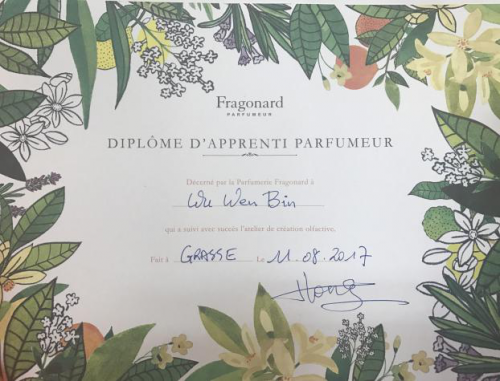 Fragonard
PARFUMEUR
DIPLÔME D'APPRENTI PARFUMEUR
Décerné par la Parfumerie Fragonard à
Wu Wen Bin
qui a suivi avec succès l'atelier de création olfactive,
Fait à GRASSE Le 11.08.2017